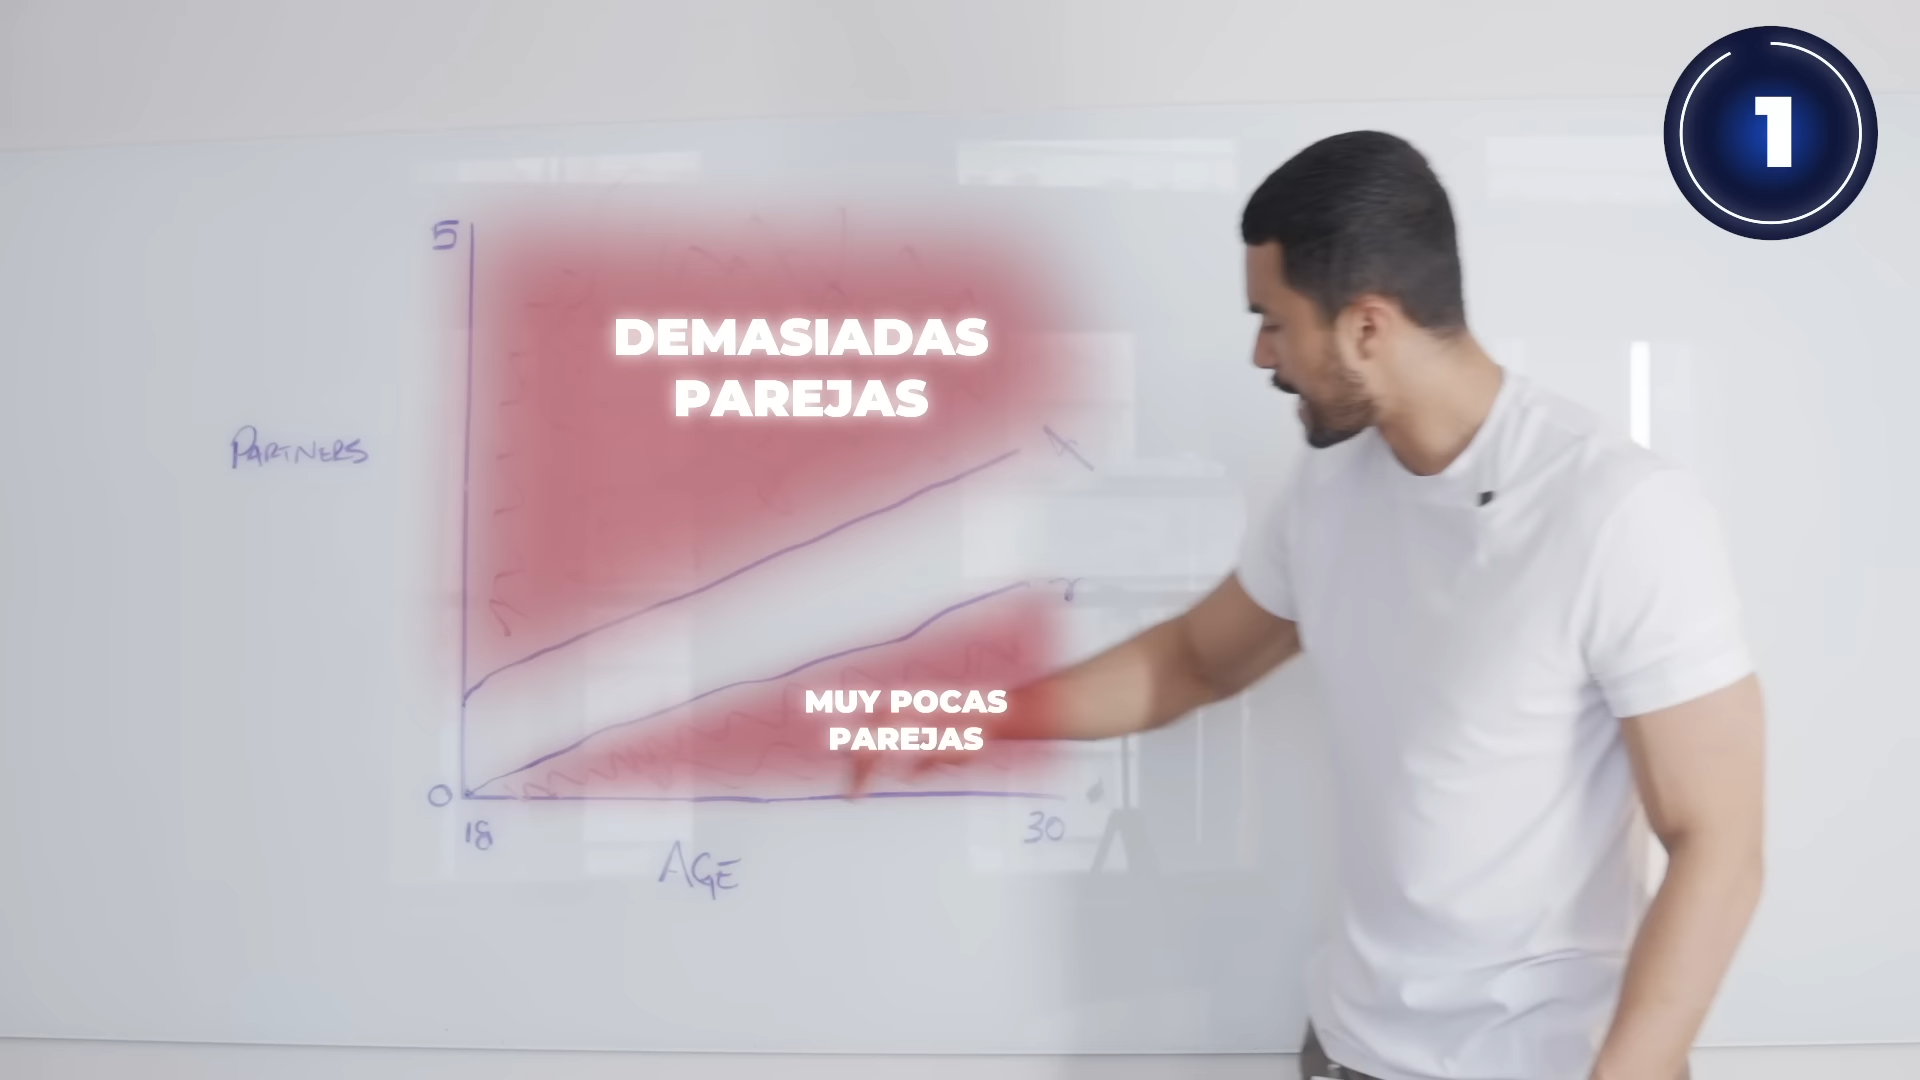 1
5
DEMASIADAS
PAREJAS
PARTNERS
MUY POCAS
PAREJAS
0
18
30
AGE